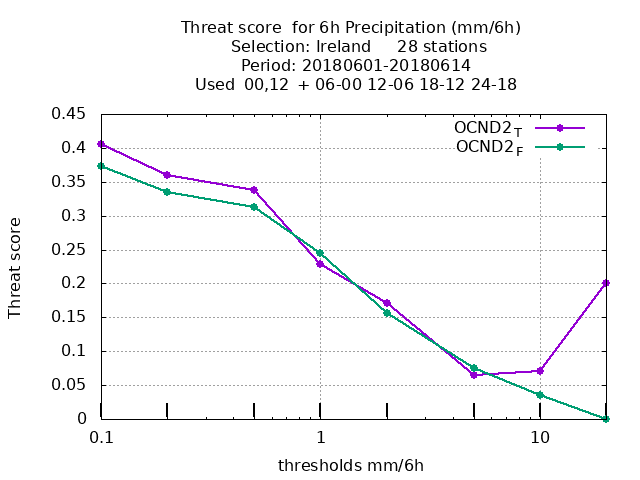 Threat score  for 6h Precipitation (mm/6h)
Selection: Ireland     28 stations
Period: 20180601-20180614
Used  00,12  + 06-00 12-06 18-12 24-18
OCND2T
OCND2F
0.45
0.4
0.35
0.3
0.25
0.2
0.15
0.1
0.05
0
Threat score
0.1 1 10
thresholds mm/6h